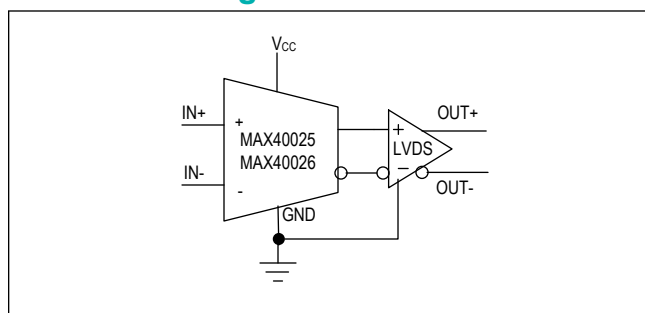 VCC
IN+
+
MAX40025
MAX40026
IN-
-
GND
+
LVDS
−
OUT+
OUT-